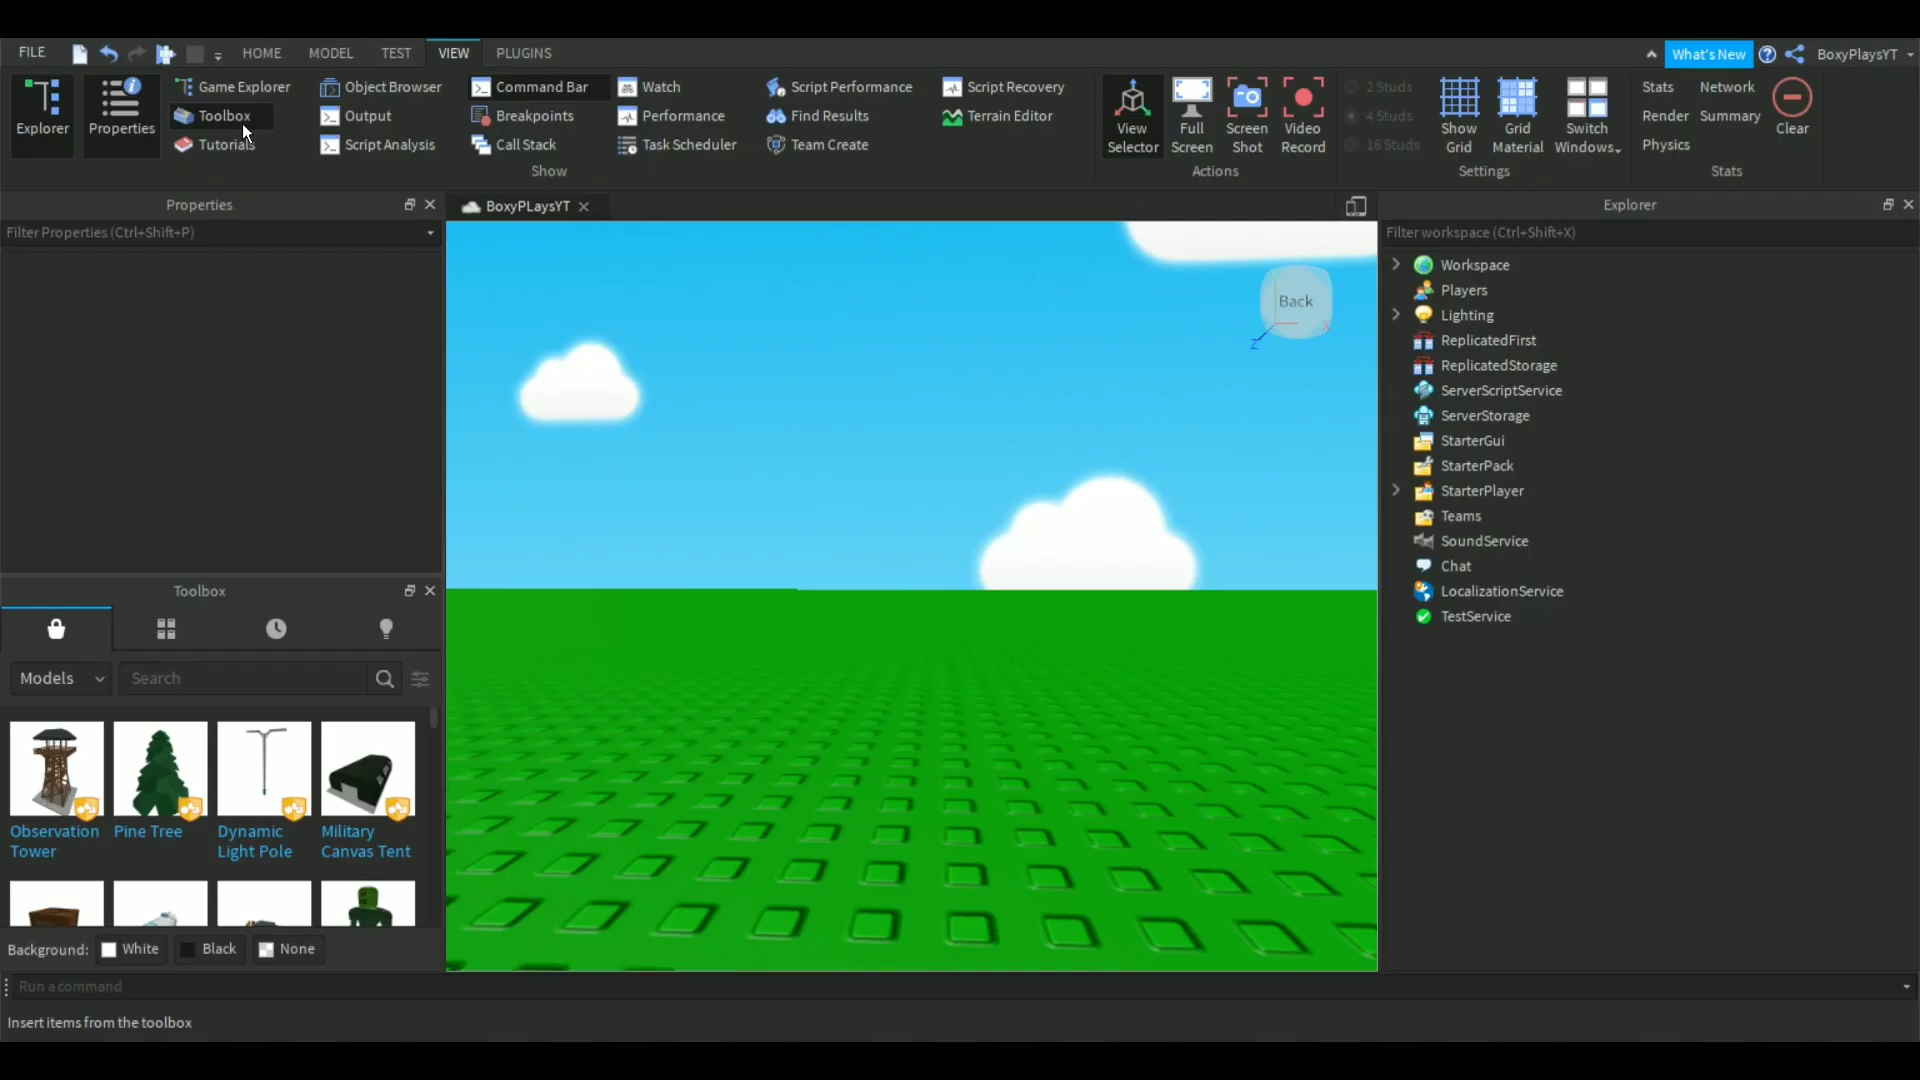 FILE HOME MODEL TEST VIEW PLUGINS What's New BoxyPlaysYT
Explorer
Properties
Game Explorer
Toolbox
Tutorials
Object Browser
Output
Script Analysis
Command Bar
Breakpoints
Call Stack
Watch
Performance
Task Scheduler
Script Performance
Find Results
Team Create
Script Recovery
Terrain Editor
Show
View
Selector
Full
Screen
Screen
Shot
Video
Record
Actions
2 Studs
4 Studs
16 Studs
Show
Grid
Grid
Material
Switch
Windows
Settings
Stats
Render
Physics
Network
Summary
Clear
Stats
Properties
Filter Properties (Ctrl+Shift+P)
BoxyPLaysYT
Back
X
Z
Explorer
Filter workspace (Ctrl+Shift+X)
Workspace
Players
Lighting
ReplicatedFirst
ReplicatedStorage
ServerScriptService
ServerStorage
StarterGui
StarterPack
StarterPlayer
Teams
SoundService
Chat
LocalizationService
TestService
Toolbox
Models
Search
Observation
Tower
Pine Tree
Dynamic
Light Pole
Military
Canvas Tent
Background: White Black None
Run a command
Insert items from the toolbox